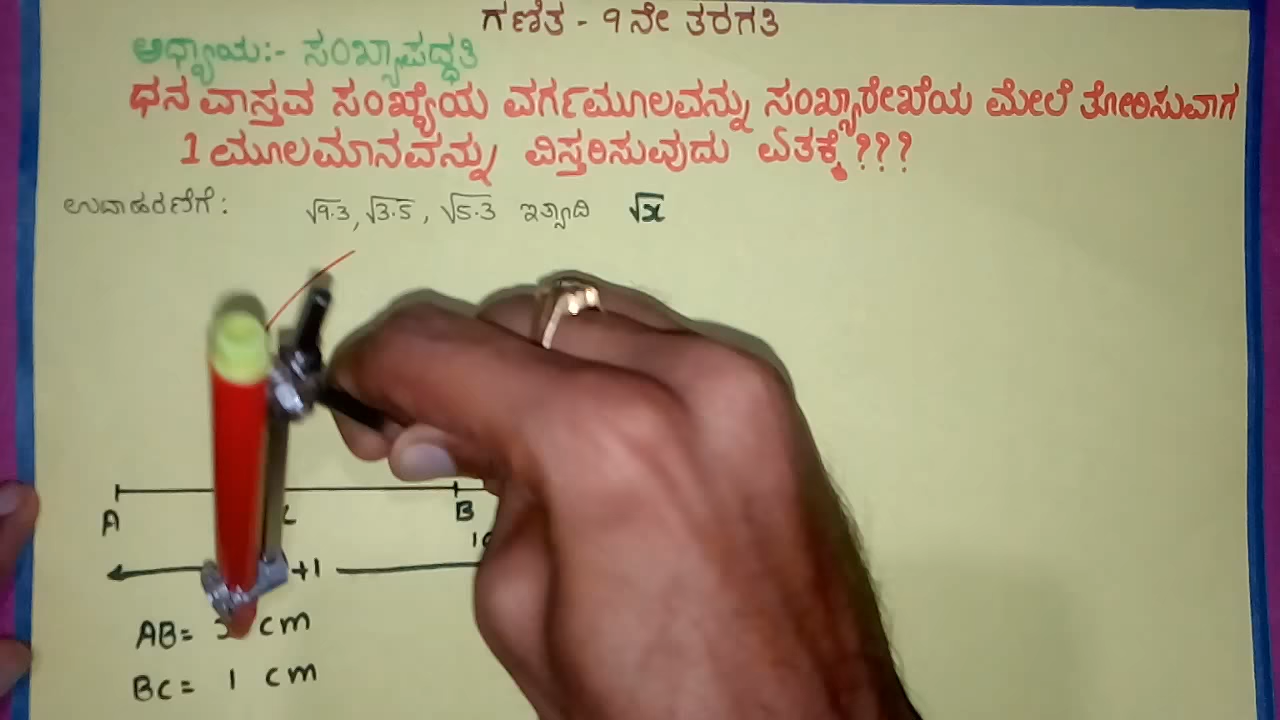 ಗಣಿತ - 9ನೇ ತರಗತಿ
ಅಧ್ಯಾಯ:- ಸಂಖ್ಯಾಪದ್ಧತಿ
ಧನ ವಾಸ್ತವ ಸಂಖ್ಯೆಯ ವರ್ಗಮೂಲವನ್ನು ಸಂಖ್ಯಾರೇಖೆಯ ಮೇಲೆ ತೋರಿಸುವಾಗ
1 ಮೂಲಮಾನವನ್ನು ವಿಸ್ತರಿಸುವುದು ಏತಕ್ಕೆ???
ಉದಾಹರಣೆಗೆ: √9.3, √3.5, √5.3 ಇತ್ಯಾದಿ √x
A B
+1
AB= cm
BC= 1 cm